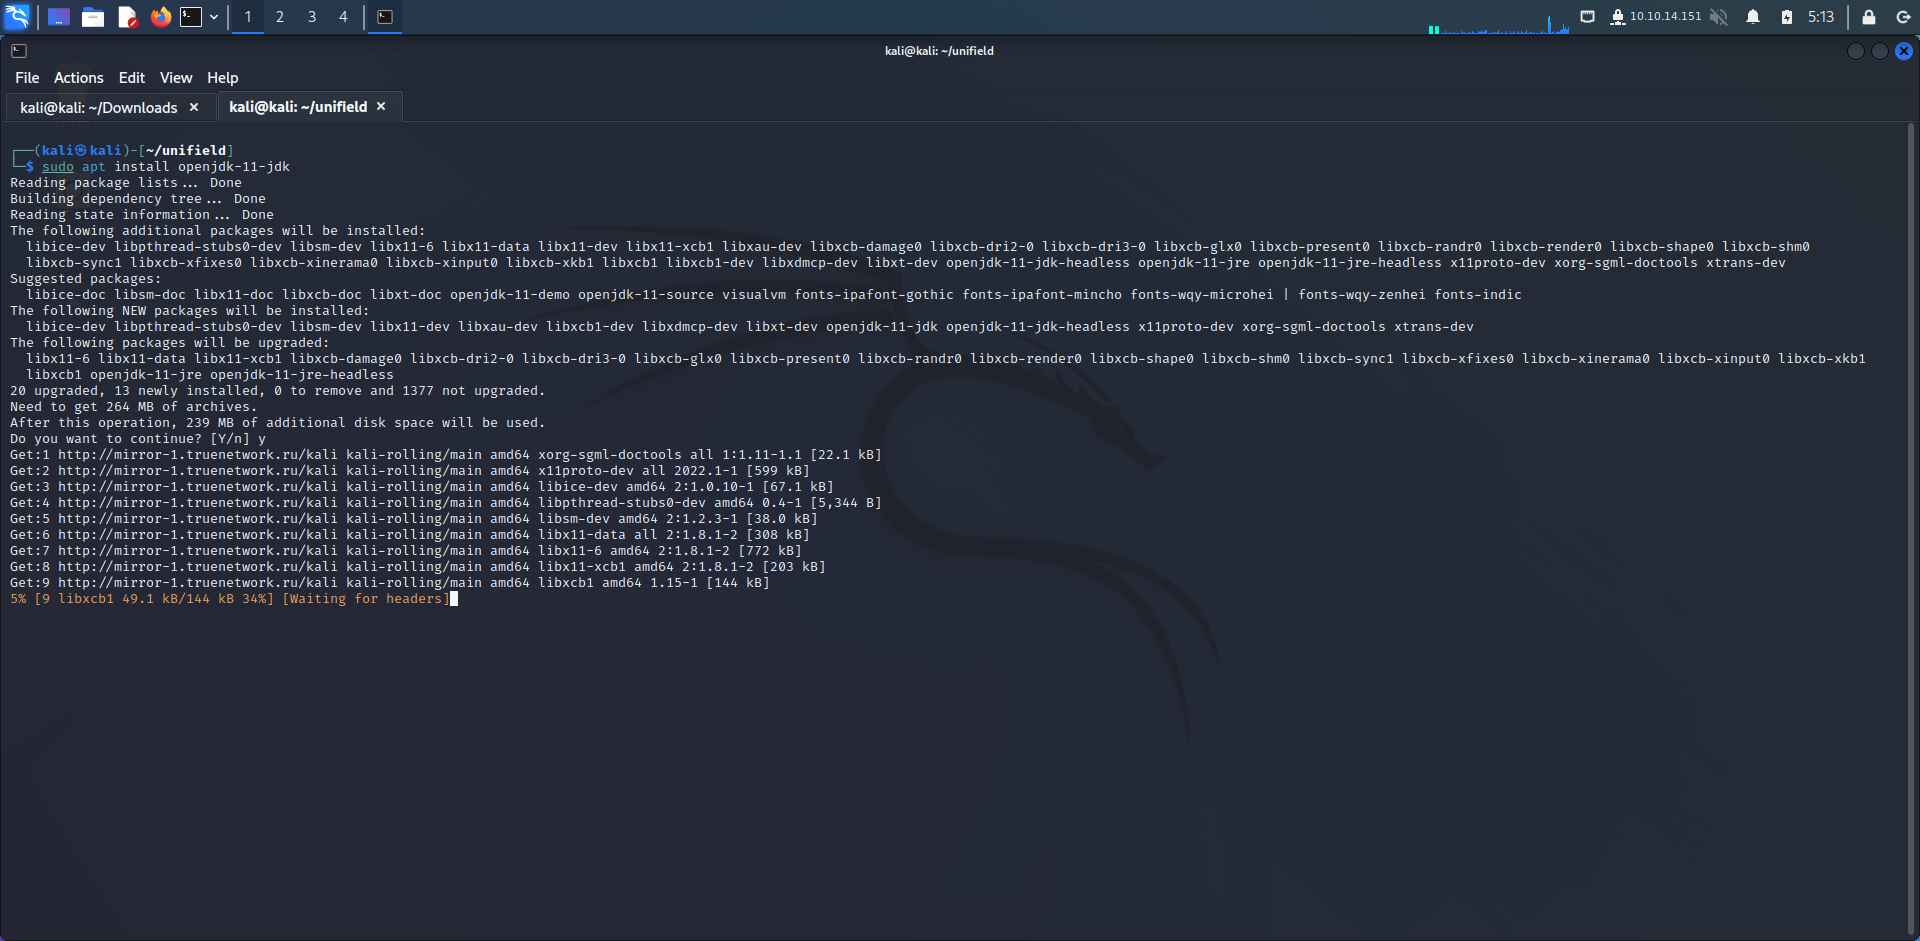 1 2 3 4 10.10.14.151 5:13
kali@kali: ~/unifield
File Actions Edit View Help
kali@kali: ~/Downloads × kali@kali: ~/unifield ×
┌──(kali㉿kali)-[~/unifield]
└─$ sudo apt install openjdk-11-jdk
Reading package lists... Done
Building dependency tree... Done
Reading state information... Done
The following additional packages will be installed:
libice-dev libpthread-stubs0-dev libsm-dev libx11-6 libx11-data libx11-dev libx11-xcb1 libxau-dev libxcb-damage0 libxcb-dri2-0 libxcb-dri3-0 libxcb-glx0 libxcb-present0 libxcb-randr0 libxcb-render0 libxcb-shape0 libxcb-shm0
libxcb-sync1 libxcb-xfixes0 libxcb-xinerama0 libxcb-xinput0 libxcb-xkb1 libxcb1 libxcb1-dev libxdmcp-dev libxt-dev openjdk-11-jdk-headless openjdk-11-jre openjdk-11-jre-headless x11proto-dev xorg-sgml-doctools xtrans-dev
Suggested packages:
libice-doc libsm-doc libx11-doc libxcb-doc libxt-doc openjdk-11-demo openjdk-11-source visualvm fonts-ipafont-gothic fonts-ipafont-mincho fonts-wqy-microhei | fonts-wqy-zenhei fonts-indic
The following NEW packages will be installed:
libice-dev libpthread-stubs0-dev libsm-dev libx11-dev libxau-dev libxcb1-dev libxdmcp-dev libxt-dev openjdk-11-jdk openjdk-11-jdk-headless x11proto-dev xorg-sgml-doctools xtrans-dev
The following packages will be upgraded:
libx11-6 libx11-data libx11-xcb1 libxcb-damage0 libxcb-dri2-0 libxcb-dri3-0 libxcb-glx0 libxcb-present0 libxcb-randr0 libxcb-render0 libxcb-shape0 libxcb-shm0 libxcb-sync1 libxcb-xfixes0 libxcb-xinerama0 libxcb-xinput0 libxcb-xkb1
libxcb1 openjdk-11-jre openjdk-11-jre-headless
20 upgraded, 13 newly installed, 0 to remove and 1377 not upgraded.
Need to get 264 MB of archives.
After this operation, 239 MB of additional disk space will be used.
Do you want to continue? [Y/n] y
Get:1 http://mirror-1.truenetwork.ru/kali kali-rolling/main amd64 xorg-sgml-doctools all 1:1.11-1.1 [22.1 kB]
Get:2 http://mirror-1.truenetwork.ru/kali kali-rolling/main amd64 x11proto-dev all 2022.1-1 [599 kB]
Get:3 http://mirror-1.truenetwork.ru/kali kali-rolling/main amd64 libice-dev amd64 2:1.0.10-1 [67.1 kB]
Get:4 http://mirror-1.truenetwork.ru/kali kali-rolling/main amd64 libpthread-stubs0-dev amd64 0.4-1 [5,344 B]
Get:5 http://mirror-1.truenetwork.ru/kali kali-rolling/main amd64 libsm-dev amd64 2:1.2.3-1 [38.0 kB]
Get:6 http://mirror-1.truenetwork.ru/kali kali-rolling/main amd64 libx11-data all 2:1.8.1-2 [308 kB]
Get:7 http://mirror-1.truenetwork.ru/kali kali-rolling/main amd64 libx11-6 amd64 2:1.8.1-2 [772 kB]
Get:8 http://mirror-1.truenetwork.ru/kali kali-rolling/main amd64 libx11-xcb1 amd64 2:1.8.1-2 [203 kB]
Get:9 http://mirror-1.truenetwork.ru/kali kali-rolling/main amd64 libxcb1 amd64 1.15-1 [144 kB]
5% [9 libxcb1 49.1 kB/144 kB 34%] [Waiting for headers]